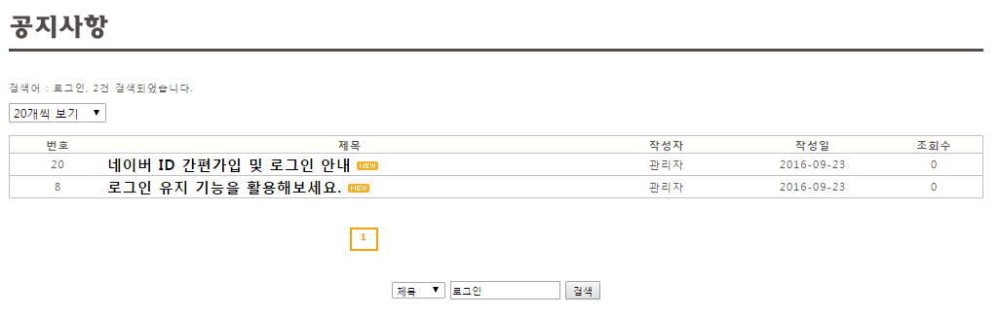 공지사항
검색어 : 로그인, 2건 검색되었습니다.
20개씩 보기 ▼
번호 제목 작성자 작성일 조회수
20 네이버 ID 간편가입 및 로그인 안내 NEW 관리자 2016-09-23 0
8 로그인 유지 기능을 활용해보세요. NEW 관리자 2016-09-23 0
1
제목 ▼ 로그인 검색